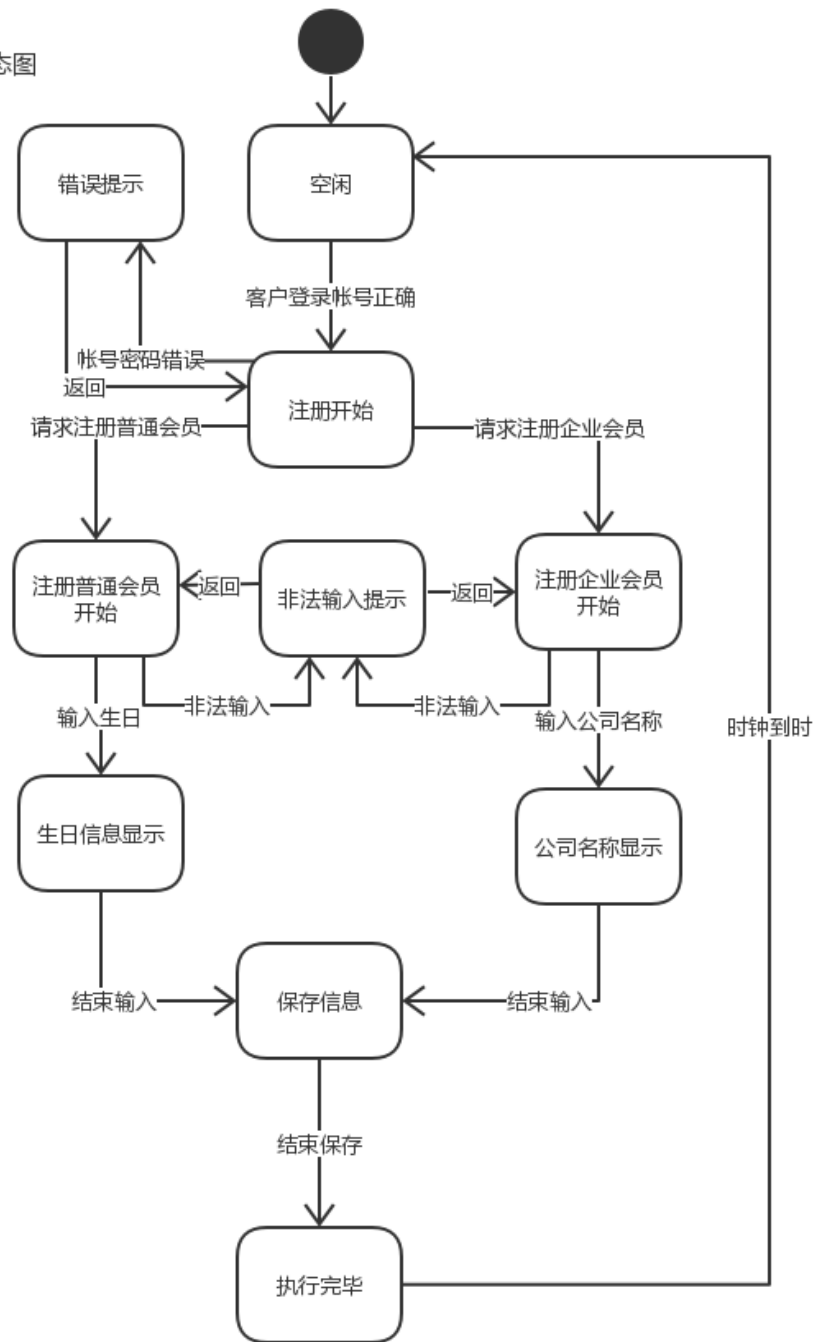 态图
错误提示
空闲
客户登录帐号正确
帐号密码错误
返回
注册开始
请求注册普通会员
请求注册企业会员
注册普通会员
开始
返回
非法输入提示
返回
注册企业会员
开始
非法输入
非法输入
输入生日
输入公司名称
时钟到时
生日信息显示
公司名称显示
结束输入
保存信息
结束输入
结束保存
执行完毕